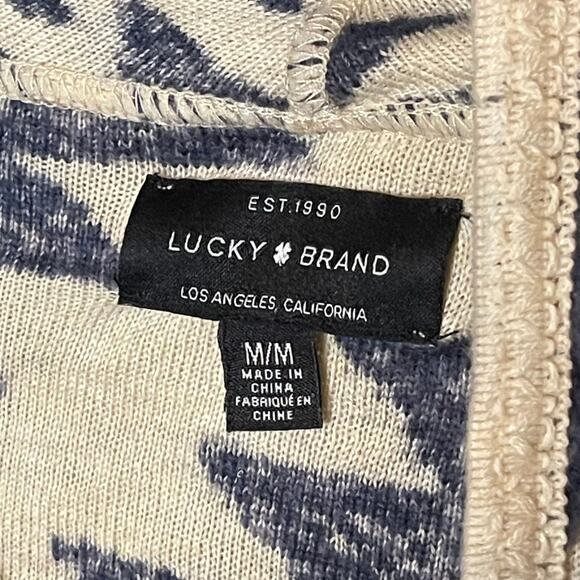 EST.1990
LUCKY BRAND
LOS ANGELES, CALIFORNIA
M/M
MADE IN
CHINA
FABRIQUÉ EN
CHINE